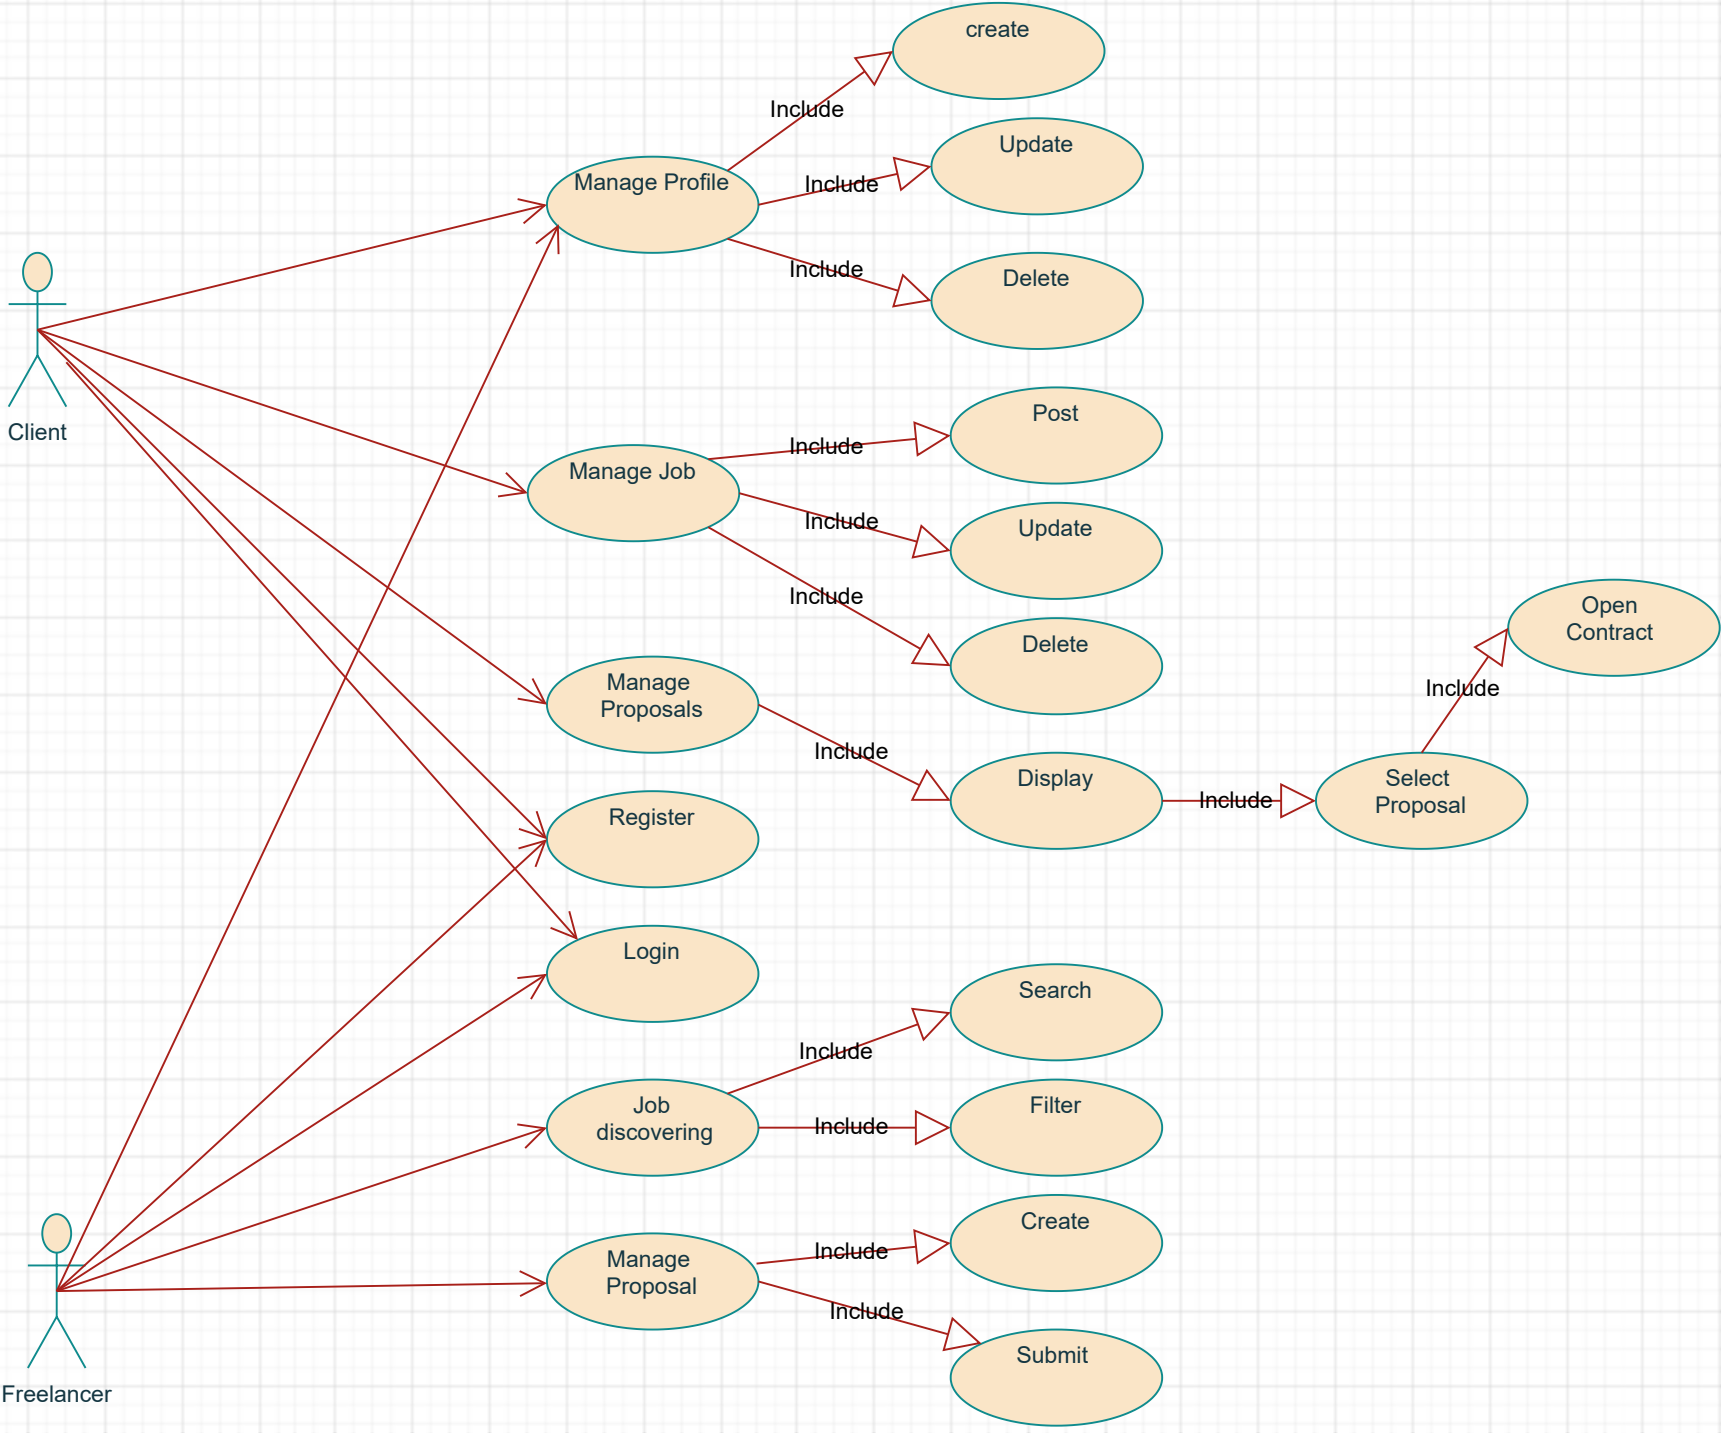 create
Include
Update
Manage Profile
Include
Include
Delete
Client
Post
Include
Manage Job
Include
Update
Include
Delete
Open
Contract
Manage
Proposals
Include
Include
Display
Include
Select
Proposal
Register
Login
Search
Include
Job
discovering
Include
Filter
Create
Include
Manage
Proposal
Include
Submit
Freelancer